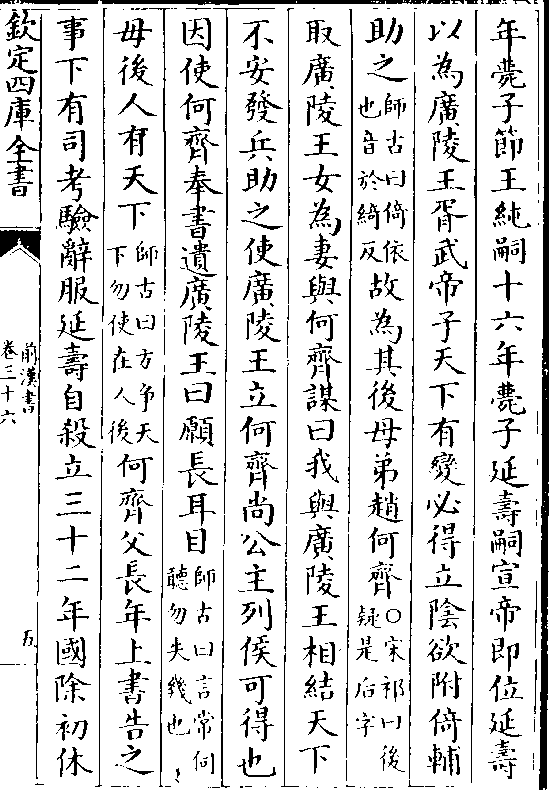 年薨子節王純嗣十六年薨子延壽嗣宣帝即位延壽
以為廣陵王胥武帝子天下有變必得立陰欲附倚輔
助之師古曰倚依也音於綺反故為其後母弟趙何齊○宋祁曰後疑是后字
取廣陵王女為妻與何齊謀曰我與廣陵王相結天下
不安發兵助之使廣陵王立何齊尚公主列侯可得也
因使何齊奉書遺廣陵王曰願長耳目師古曰言常伺聽勿失幾也
毋後人有天下師古曰方爭天下勿使在人後何齊父長年上書告之
事下有司考驗辭服延壽自殺立三十二年國除初休
欽定四庫全書
前漢書
卷三十六
五